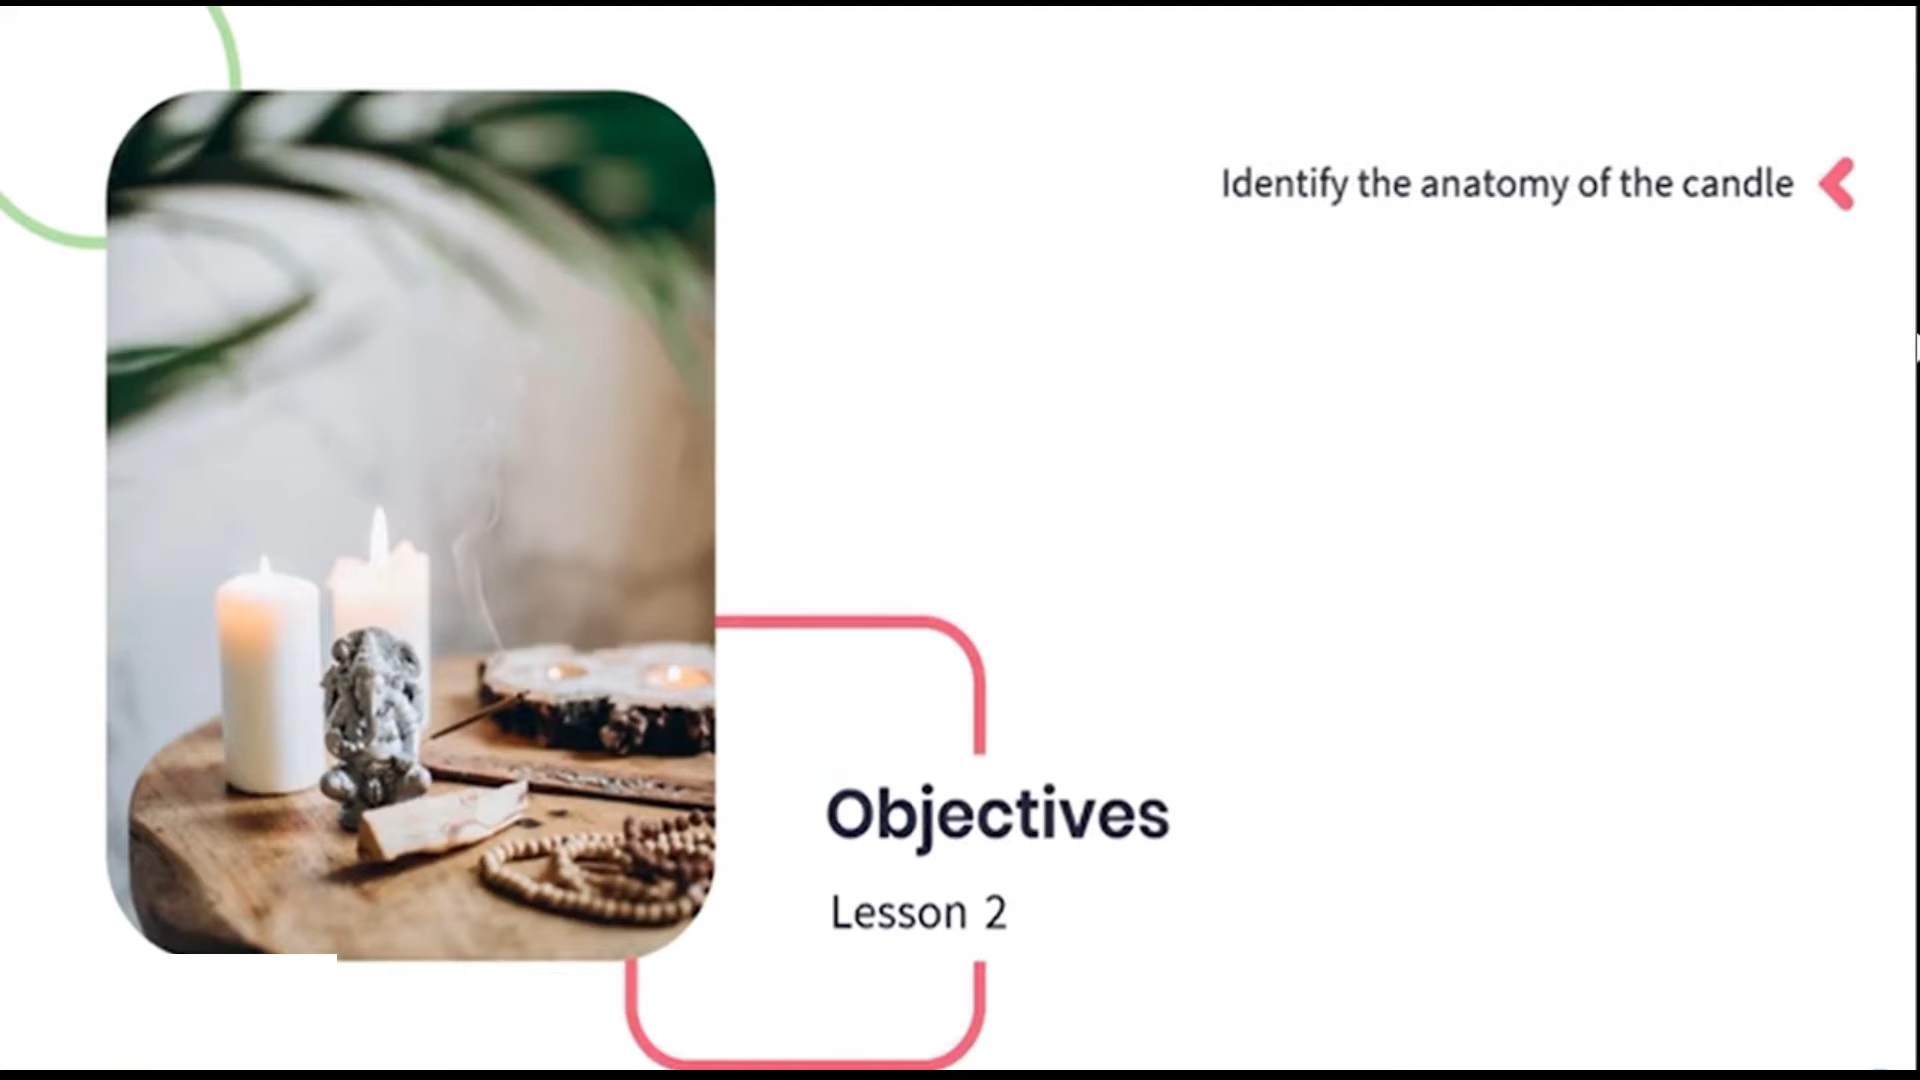 Identify the anatomy of the candle
Objectives
Lesson 2